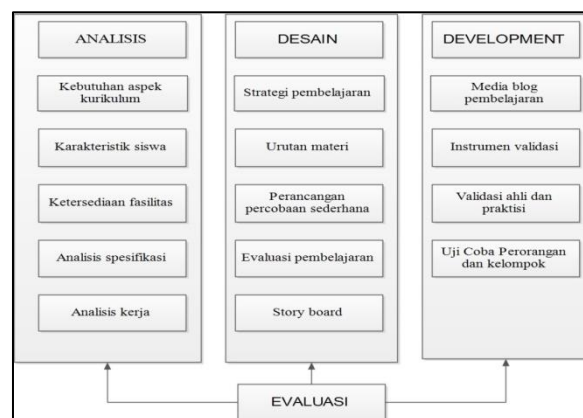 ANALISIS
Kebutuhan aspek
kurikulum
Karakteristik siswa
Ketersediaan fasilitas
Analisis spesifikasi
Analisis kerja
DESAIN
Strategi pembelajaran
Urutan materi
Perancangan
percobaan sederhana
Evaluasi pembelajaran
Story board
DEVELOPMENT
Media blog
pembelajaran
Instrumen validasi
Validasi ahli dan
praktisi
Uji Coba Perorangan
dan kelompok
EVALUASI